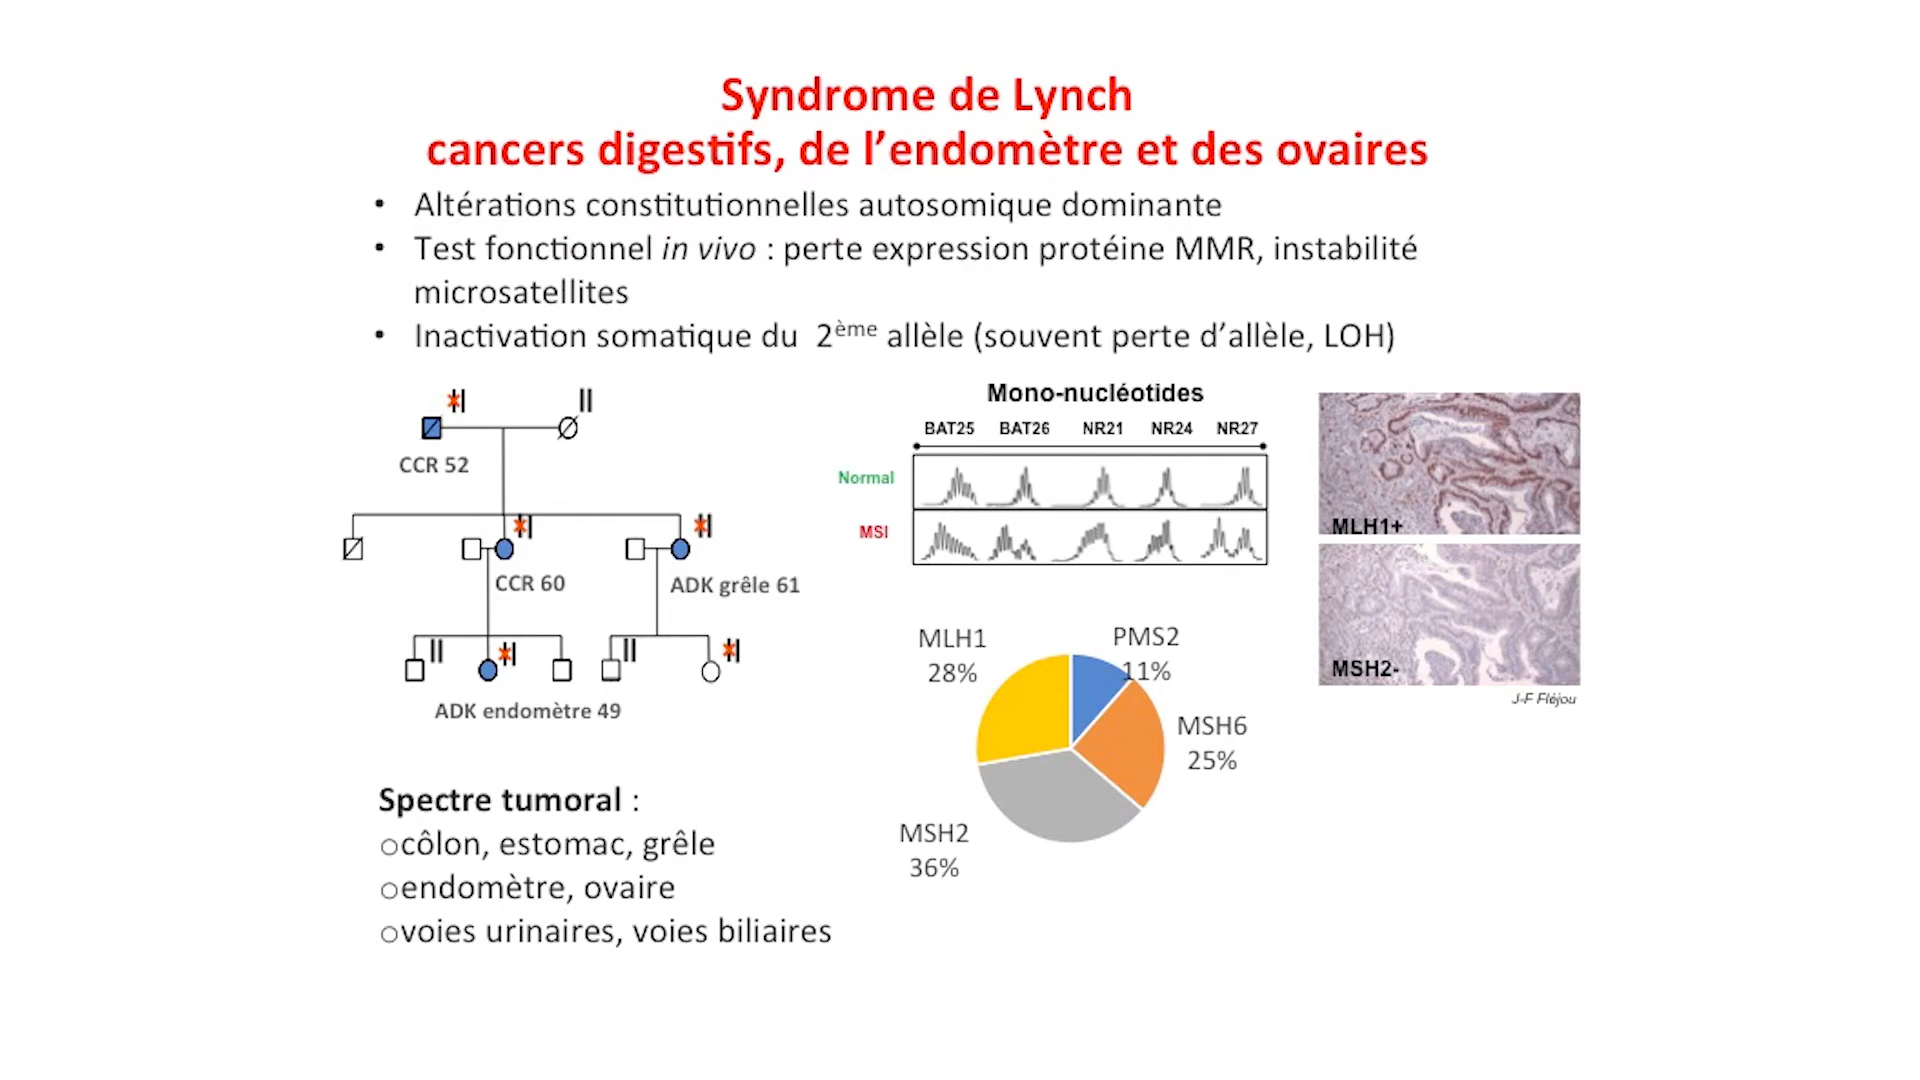 Syndrome de Lynch
cancers digestifs, de l’endomètre et des ovaires
• Altérations constitutionnelles autosomique dominante
• Test fonctionnel in vivo : perte expression protéine MMR, instabilité
microsatellites
• Inactivation somatique du 2ème allèle (souvent perte d’allèle, LOH)
CCR 52
CCR 60
ADK grêle 61
ADK endomètre 49
Mono-nucléotides
BAT25 BAT26 NR21 NR24 NR27
Normal
MSI
MLH1+
MSH2-
J-F Fléjou
MLH1
28%
PMS2
11%
MSH6
25%
MSH2
36%
Spectre tumoral :
○côlon, estomac, grêle
○endomètre, ovaire
○voies urinaires, voies biliaires